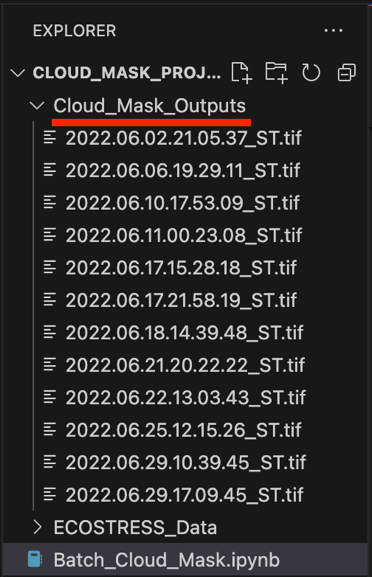 EXPLORER
CLOUD_MASK_PROJ...
Cloud_Mask_Outputs
2022.06.02.21.05.37_ST.tif
2022.06.06.19.29.11_ST.tif
2022.06.10.17.53.09_ST.tif
2022.06.11.00.23.08_ST.tif
2022.06.17.15.28.18_ST.tif
2022.06.17.21.58.19_ST.tif
2022.06.18.14.39.48_ST.tif
2022.06.21.20.22.22_ST.tif
2022.06.22.13.03.43_ST.tif
2022.06.25.12.15.26_ST.tif
2022.06.29.10.39.45_ST.tif
2022.06.29.17.09.45_ST.tif
ECOSTRESS_Data
Batch_Cloud_Mask.ipynb